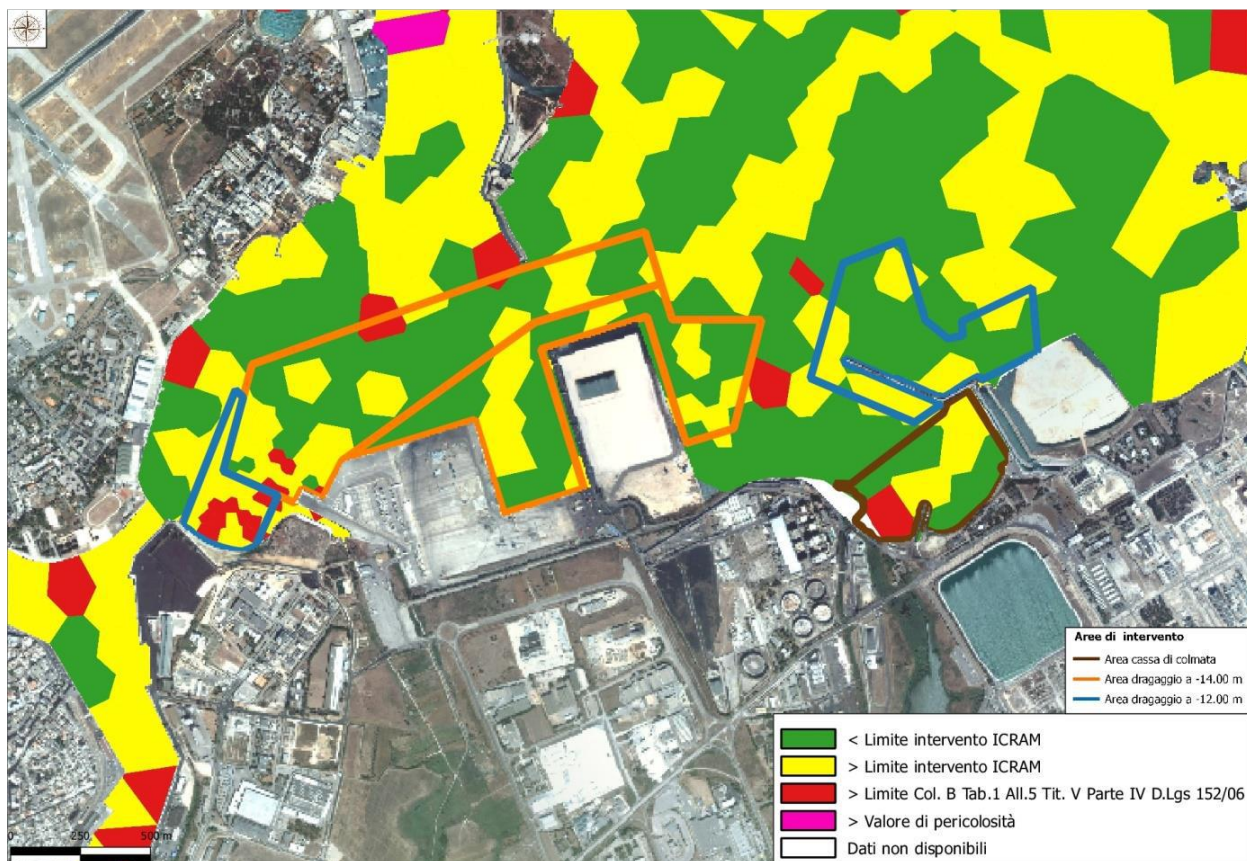 Aree di intervento
Area cassa di colmata
Area dragaggio a -14.00 m
Area dragaggio a -12.00 m
< Limite intervento ICRAM
> Limite intervento ICRAM
> Limite Col. B Tab.1 All.5 Tit. V Parte IV D.Lgs 152/06
> Valore di pericolosità
Dati non disponibili
0 250 500 m